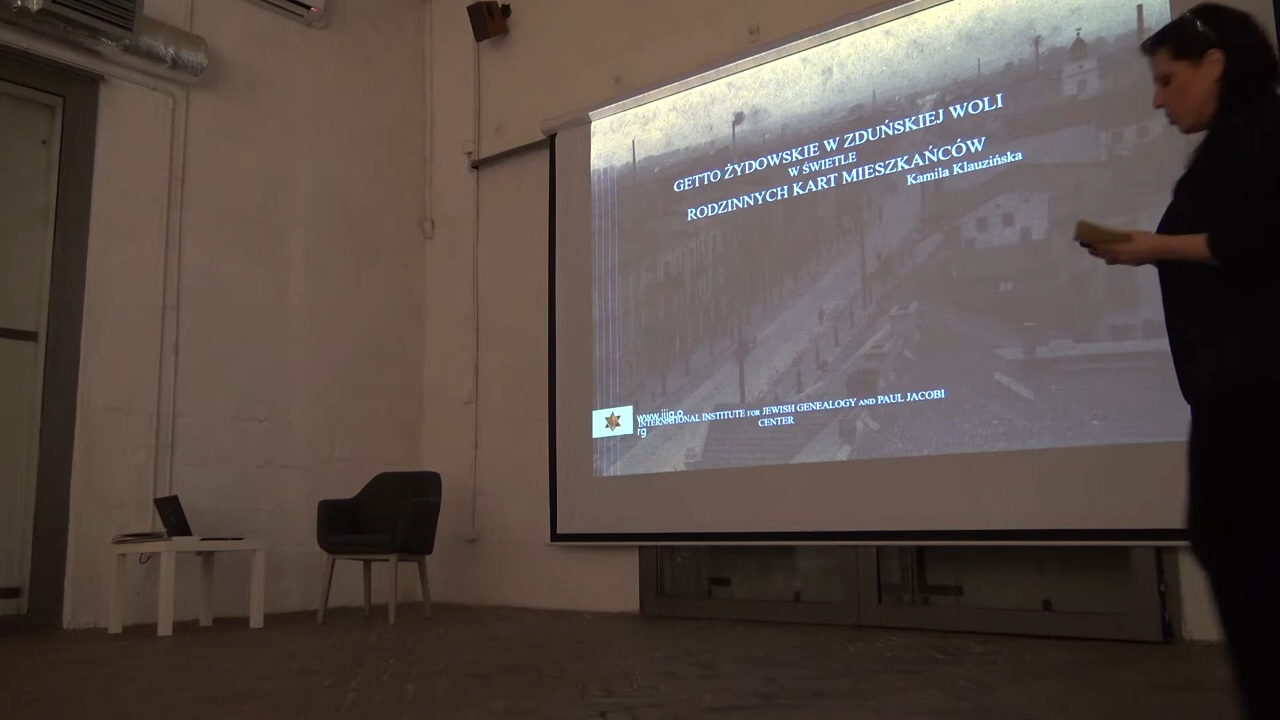 GETTO ŻYDOWSKIE W ZDUŃSKIEJ WOLI
W ŚWIETLE
RODZINNYCH KART MIESZKAŃCÓW
Kamila Klauzińska
www.iijg.o
rg
INTERNATIONAL INSTITUTE FOR JEWISH GENEALOGY AND PAUL JACOBI
CENTER